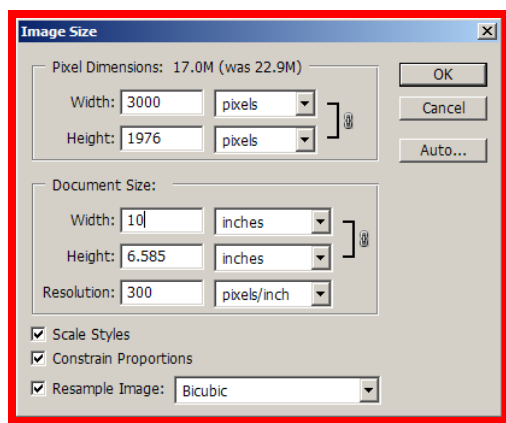 Image Size
Pixel Dimensions: 17.0M (was 22.9M)
OK
Width: 3000 pixels
Cancel
Height: 1976 pixels
Auto...
Document Size:
Width: 10 inches
Height: 6.585 inches
Resolution: 300 pixels/inch
Scale Styles
Constrain Proportions
Resample Image: Bicubic